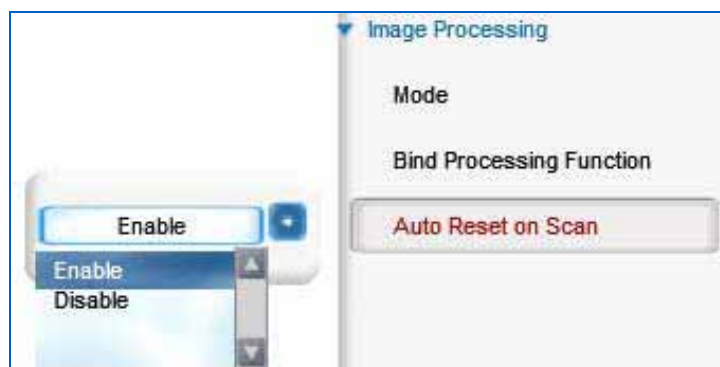 Image Processing
Mode
Bind Processing Function
Enable
Auto Reset on Scan
Enable
Disable